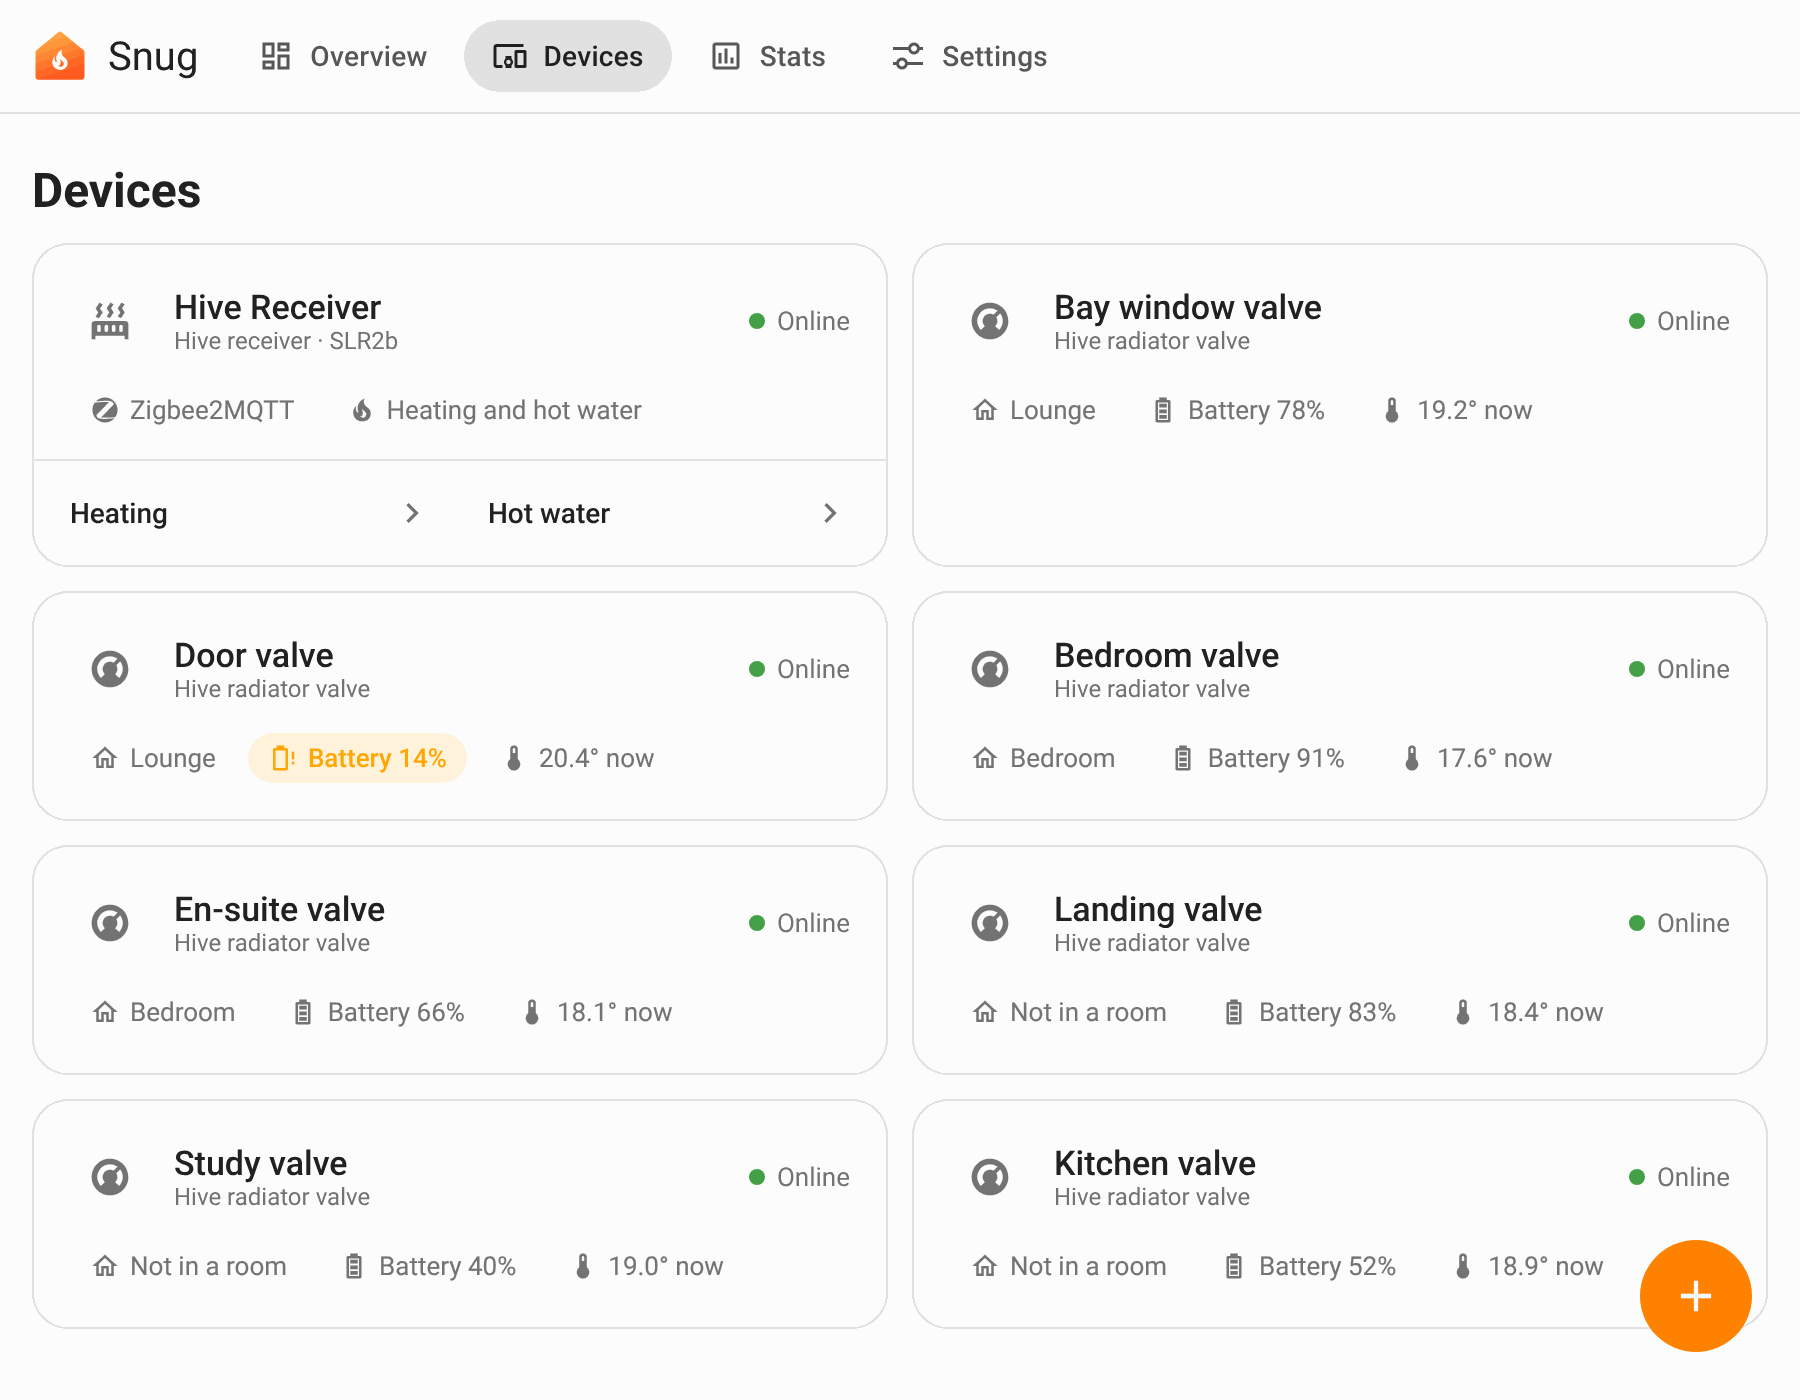 Snug Overview Devices Stats Settings
Devices
Hive Receiver
Hive receiver · SLR2b
Online
Zigbee2MQTT Heating and hot water
Heating Hot water
Bay window valve
Hive radiator valve
Online
Lounge Battery 78% 19.2° now
Door valve
Hive radiator valve
Online
Lounge Battery 14% 20.4° now
Bedroom valve
Hive radiator valve
Online
Bedroom Battery 91% 17.6° now
En-suite valve
Hive radiator valve
Online
Bedroom Battery 66% 18.1° now
Landing valve
Hive radiator valve
Online
Not in a room Battery 83% 18.4° now
Study valve
Hive radiator valve
Online
Not in a room Battery 40% 19.0° now
Kitchen valve
Hive radiator valve
Online
Not in a room Battery 52% 18.9° now